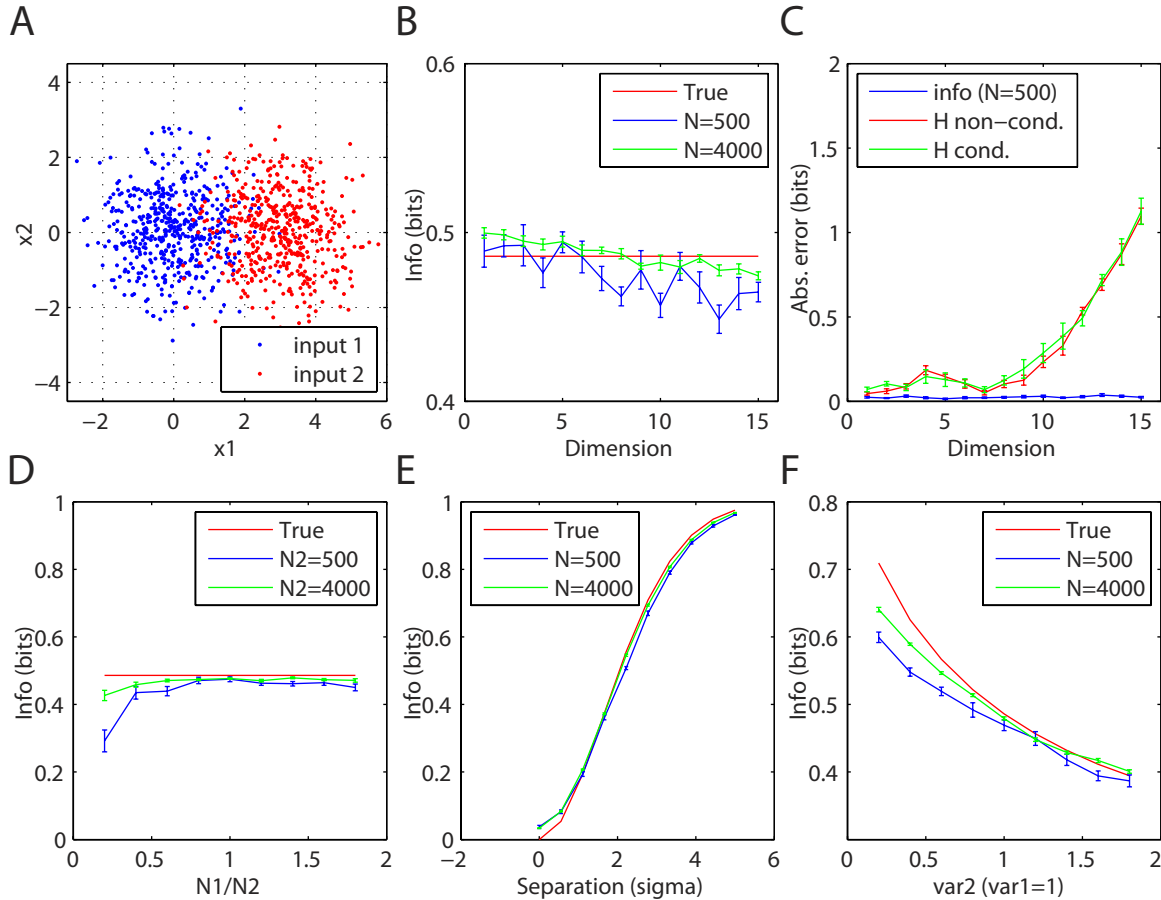 A
4
2
0
−2
−4
x2
−2
0
2
4
6
x1
input 1
input 2
B
0.6
0.5
0.4
Info (bits)
0
5
10
15
Dimension
True
N=500
N=4000
C
2
1.5
1
0.5
0
Abs. error (bits)
0
5
10
15
Dimension
info (N=500)
H non−cond.
H cond.
D
1
0.8
0.6
0.4
0.2
0
Info (bits)
0
0.5
1
1.5
2
N1/N2
True
N2=500
N2=4000
E
1
0.8
0.6
0.4
0.2
0
Info (bits)
−2
0
2
4
6
Separation (sigma)
True
N=500
N=4000
F
0.8
0.7
0.6
0.5
0.4
Info (bits)
0
0.5
1
1.5
2
var2 (var1=1)
True
N=500
N=4000